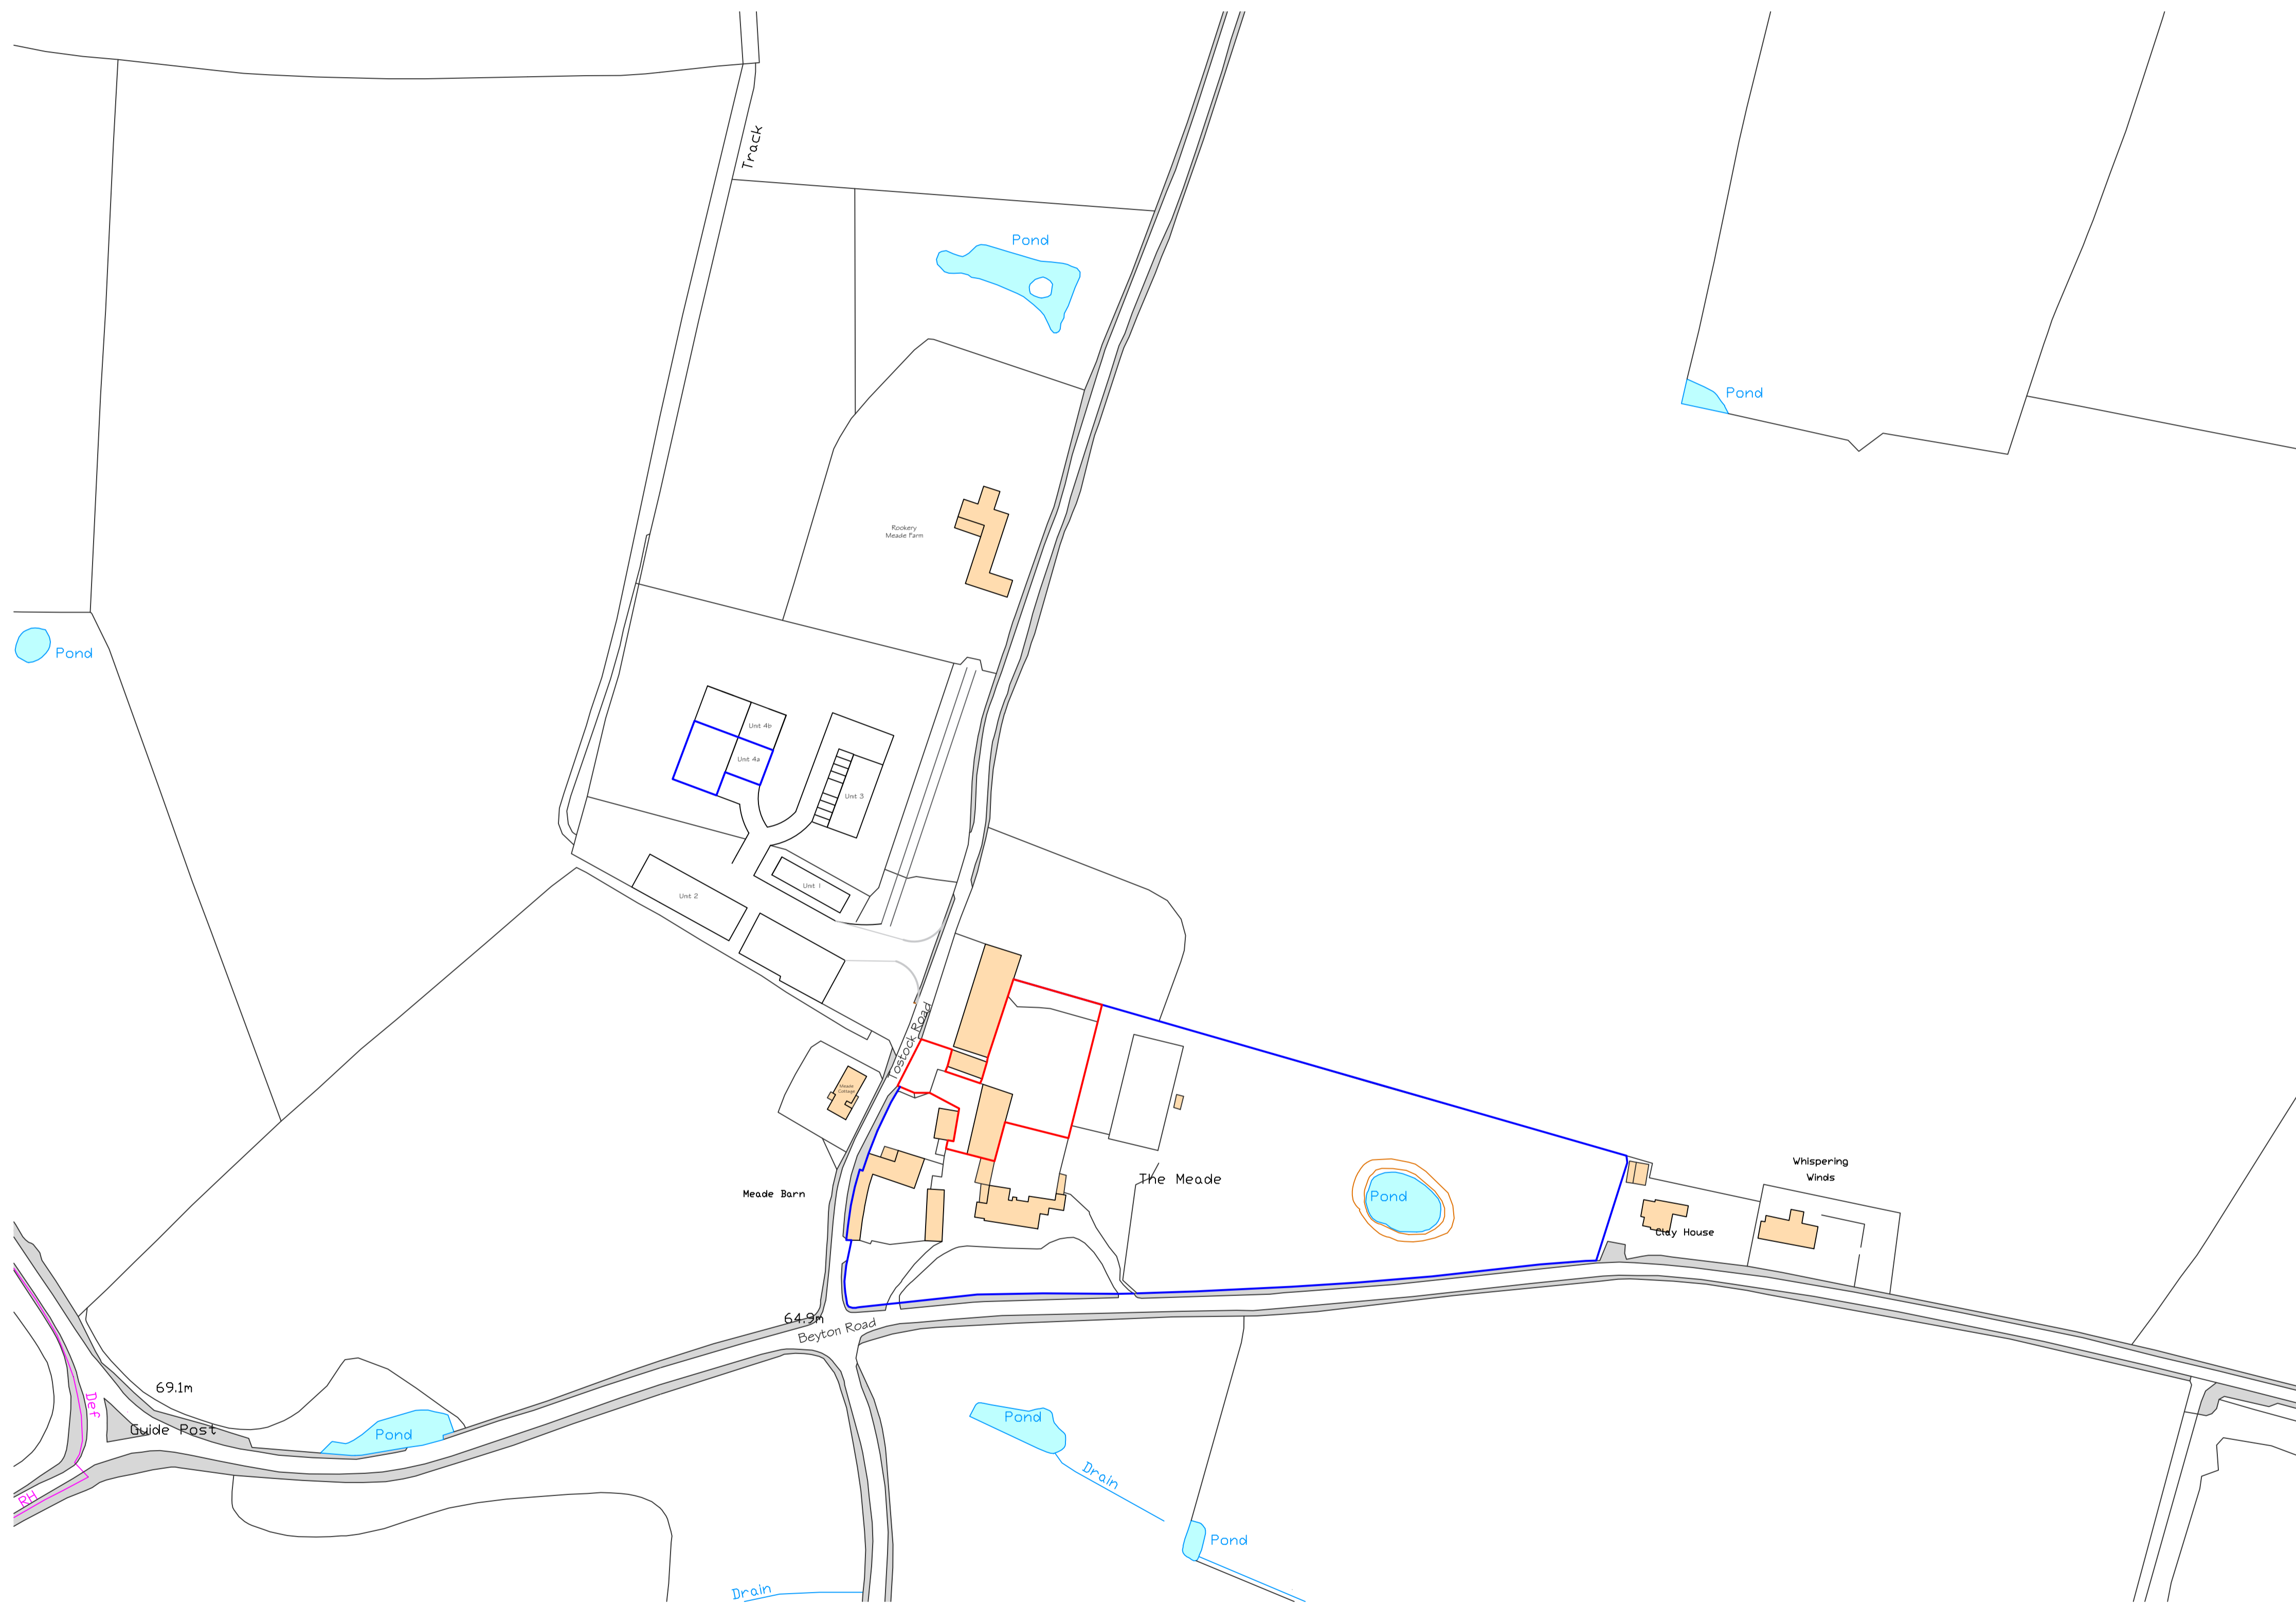 Track
Pond
Pond
Rookery
Meade Farm
Pond
Unit 4b
Unit 4a
Unit 3
Unit 1
Unit 2
Tostock Road
Meade
Cottage
Whispering
Winds
The Meade
Meade Barn
Pond
Clay House
64.9m
Beyton Road
69.1m
Def
Guide Post
Pond
Pond
Drain
RH
Pond
Drain